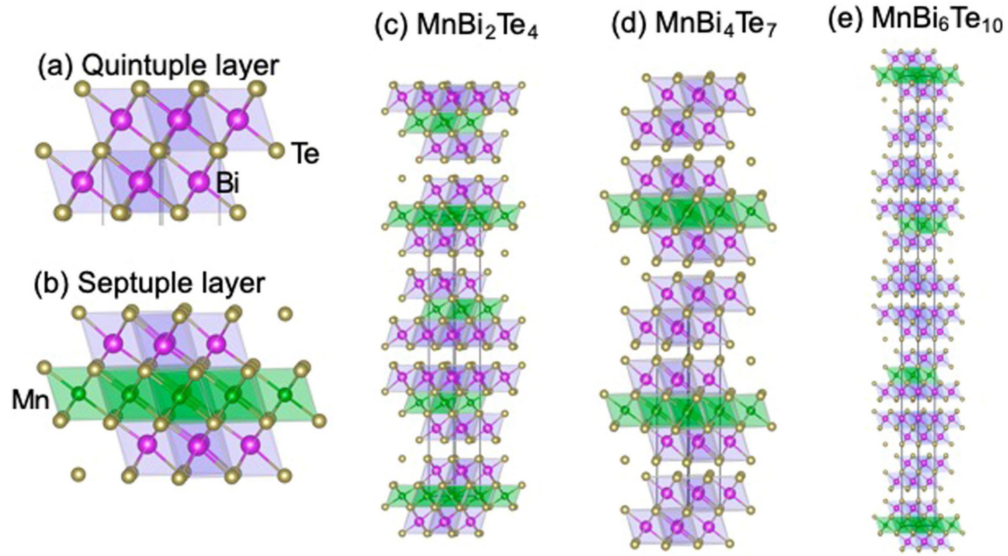 (a) Quintuple layer
Te
Bi
(b) Septuple layer
Mn
(c) MnBi₂Te₄
(d) MnBi₄Te₇
(e) MnBi₆Te₁₀